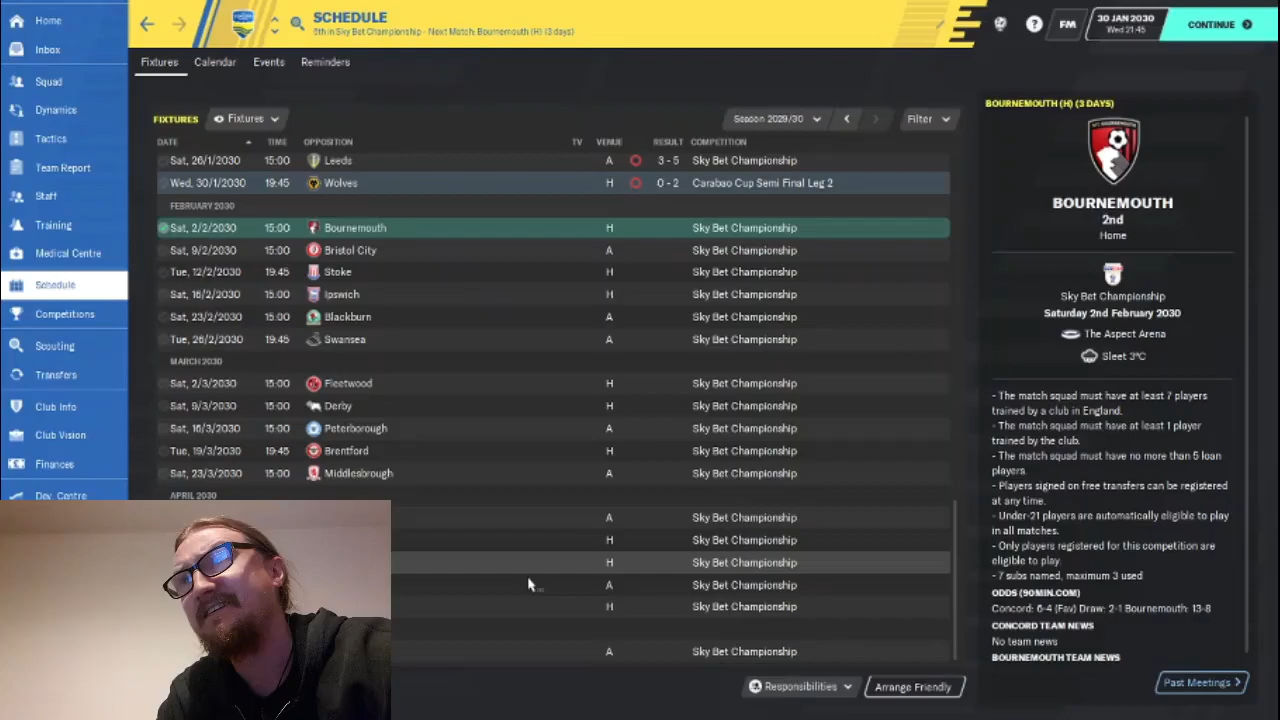 Home
Inbox
Squad
Dynamics
Tactics
Team Report
Staff
Training
Medical Centre
Schedule
Competitions
Scouting
Transfers
Club Info
Club Vision
Finances
Dev. Centre
SCHEDULE
6th in Sky Bet Championship - Next Match: Bournemouth (H) (3 days)
FM
30 JAN 2030
Wed 21:45
CONTINUE
Fixtures Calendar Events Reminders
FIXTURES Fixtures Season 2029/30 Filter
DATE TIME OPPOSITION TV VENUE RESULT COMPETITION
Sat, 26/1/2030 15:00 Leeds A 3 - 5 Sky Bet Championship
Wed, 30/1/2030 19:45 Wolves H 0 - 2 Carabao Cup Semi Final Leg 2
FEBRUARY 2030
Sat, 2/2/2030 15:00 Bournemouth H Sky Bet Championship
Sat, 9/2/2030 15:00 Bristol City A Sky Bet Championship
Tue, 12/2/2030 19:45 Stoke H Sky Bet Championship
Sat, 16/2/2030 15:00 Ipswich H Sky Bet Championship
Sat, 23/2/2030 15:00 Blackburn A Sky Bet Championship
Tue, 26/2/2030 19:45 Swansea A Sky Bet Championship
MARCH 2030
Sat, 2/3/2030 15:00 Fleetwood H Sky Bet Championship
Sat, 9/3/2030 15:00 Derby H Sky Bet Championship
Sat, 16/3/2030 15:00 Peterborough A Sky Bet Championship
Tue, 19/3/2030 19:45 Brentford H Sky Bet Championship
Sat, 23/3/2030 15:00 Middlesbrough A Sky Bet Championship
APRIL 2030
A Sky Bet Championship
H Sky Bet Championship
H Sky Bet Championship
A Sky Bet Championship
H Sky Bet Championship
A Sky Bet Championship
Responsibilities Arrange Friendly
BOURNEMOUTH (H) (3 DAYS)
BOURNEMOUTH
2nd
Home
Sky Bet Championship
Saturday 2nd February 2030
The Aspect Arena
Sleet 3°C
- The match squad must have at least 7 players
trained by a club in England.
- The match squad must have at least 1 player
trained by the club.
- The match squad must have no more than 5 loan
players.
- Players signed on free transfers can be registered
at any time.
- Under-21 players are automatically eligible to play
in all matches.
- Only players registered for this competition are
eligible to play.
- 7 subs named, maximum 3 used
ODDS (90MIN.COM)
Concord: 6-4 (Fav) Draw: 2-1 Bournemouth: 13-8
CONCORD TEAM NEWS
No team news
BOURNEMOUTH TEAM NEWS
Past Meetings